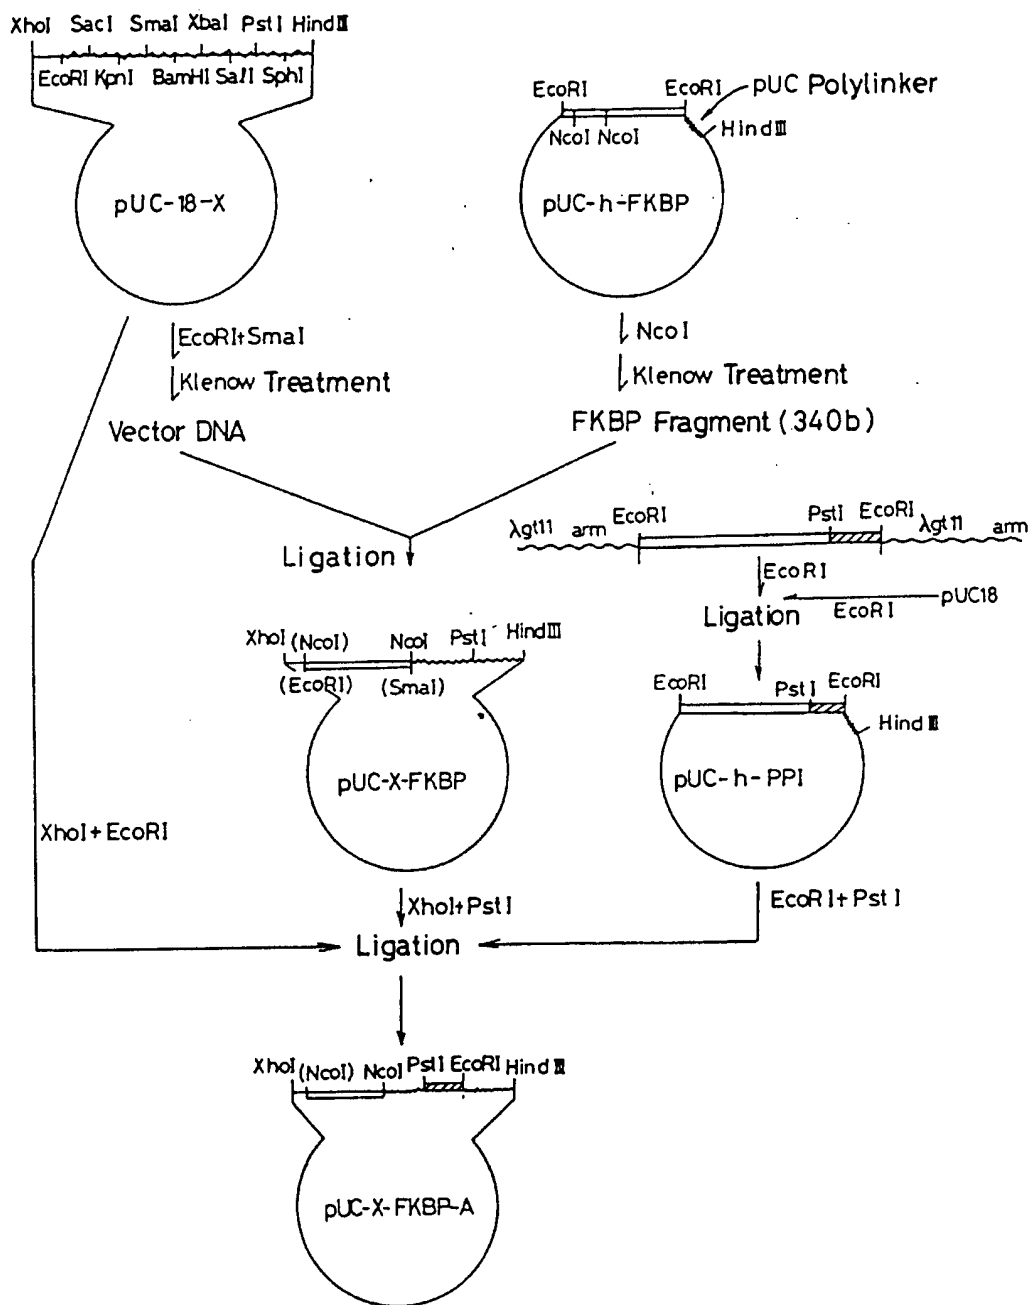 XhoI SacI SmaI XbaI PstI HindⅢ
EcoRI KpnI BamHI SalI SphI
pUC-18-X
EcoRI EcoRI pUC Polylinker
NcoI NcoI HindⅢ
pUC-h-FKBP
EcoRI+SmaI
Klenow Treatment
Vector DNA
NcoI
Klenow Treatment
FKBP Fragment (340b)
Ligation
λgt11 arm EcoRI PstI EcoRI λgt11 arm
EcoRI
Ligation EcoRI pUC18
XhoI (NcoI) NcoI PstI HindⅢ
(EcoRI) (SmaI)
pUC-X-FKBP
EcoRI PstI EcoRI
HindⅢ
pUC-h-PPI
XhoI+EcoRI
XhoI+PstI
EcoRI+PstI
Ligation
XhoI (NcoI) NcoI PstI EcoRI HindⅢ
pUC-X-FKBP-A